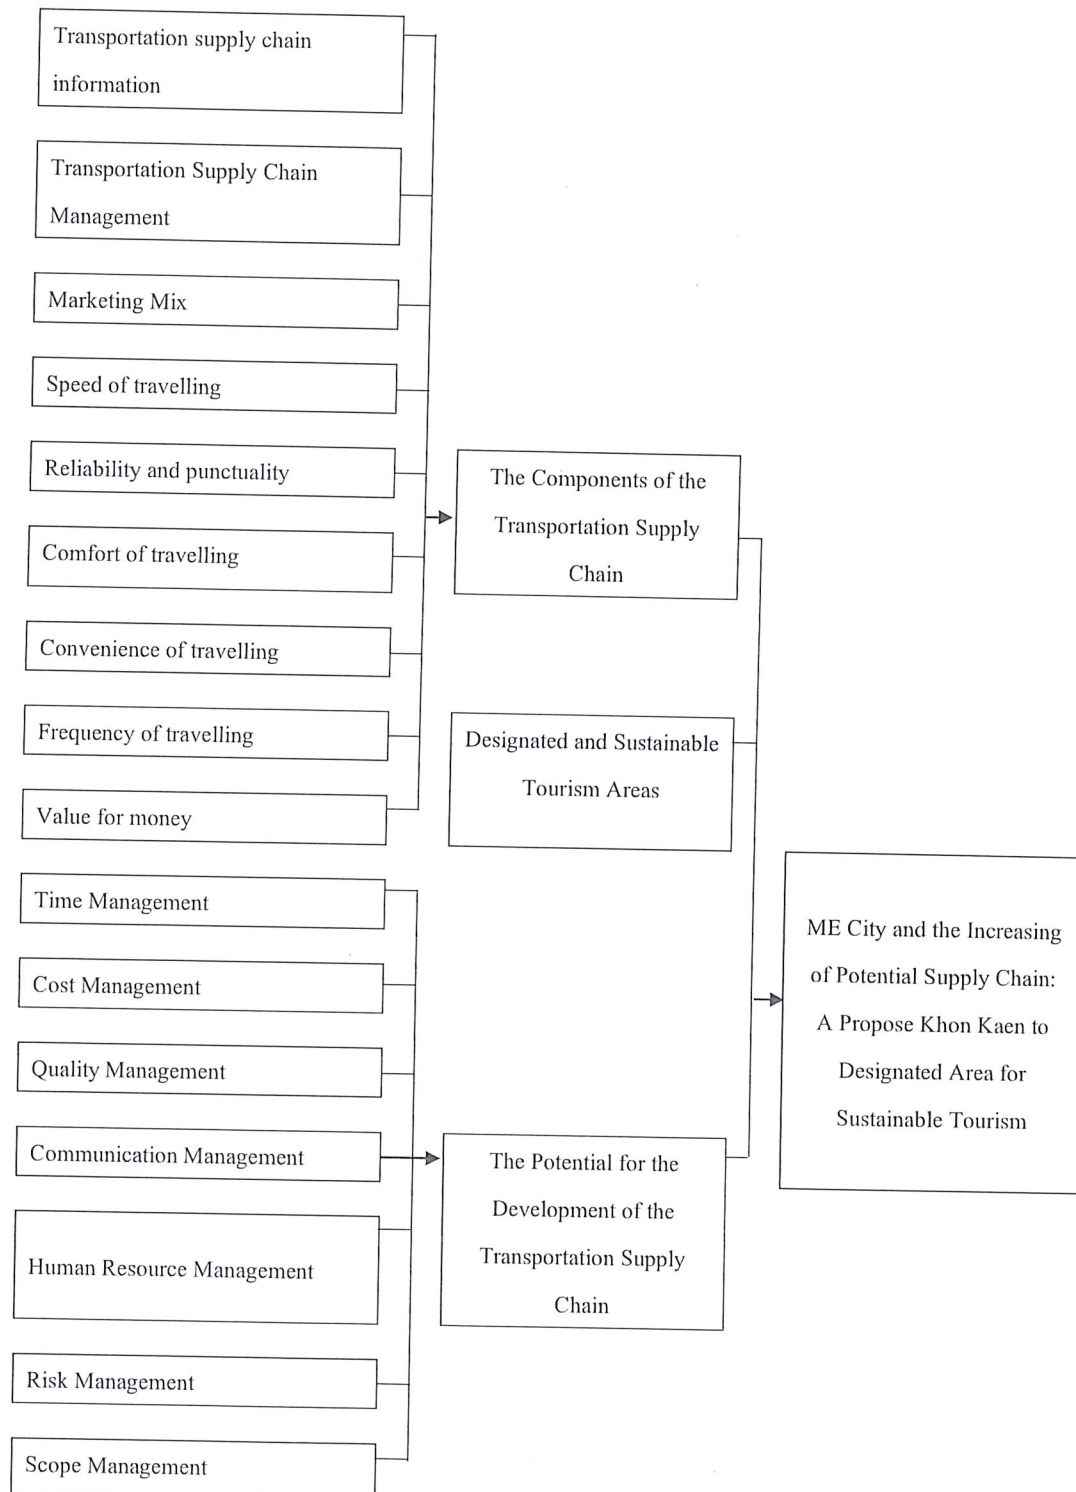 Transportation supply chain
information
Transportation Supply Chain
Management
Marketing Mix
Speed of travelling
Reliability and punctuality
Comfort of travelling
Convenience of travelling
Frequency of travelling
Value for money
The Components of the
Transportation Supply
Chain
Designated and Sustainable
Tourism Areas
Time Management
Cost Management
Quality Management
Communication Management
Human Resource Management
Risk Management
Scope Management
The Potential for the
Development of the
Transportation Supply
Chain
ME City and the Increasing
of Potential Supply Chain:
A Propose Khon Kaen to
Designated Area for
Sustainable Tourism